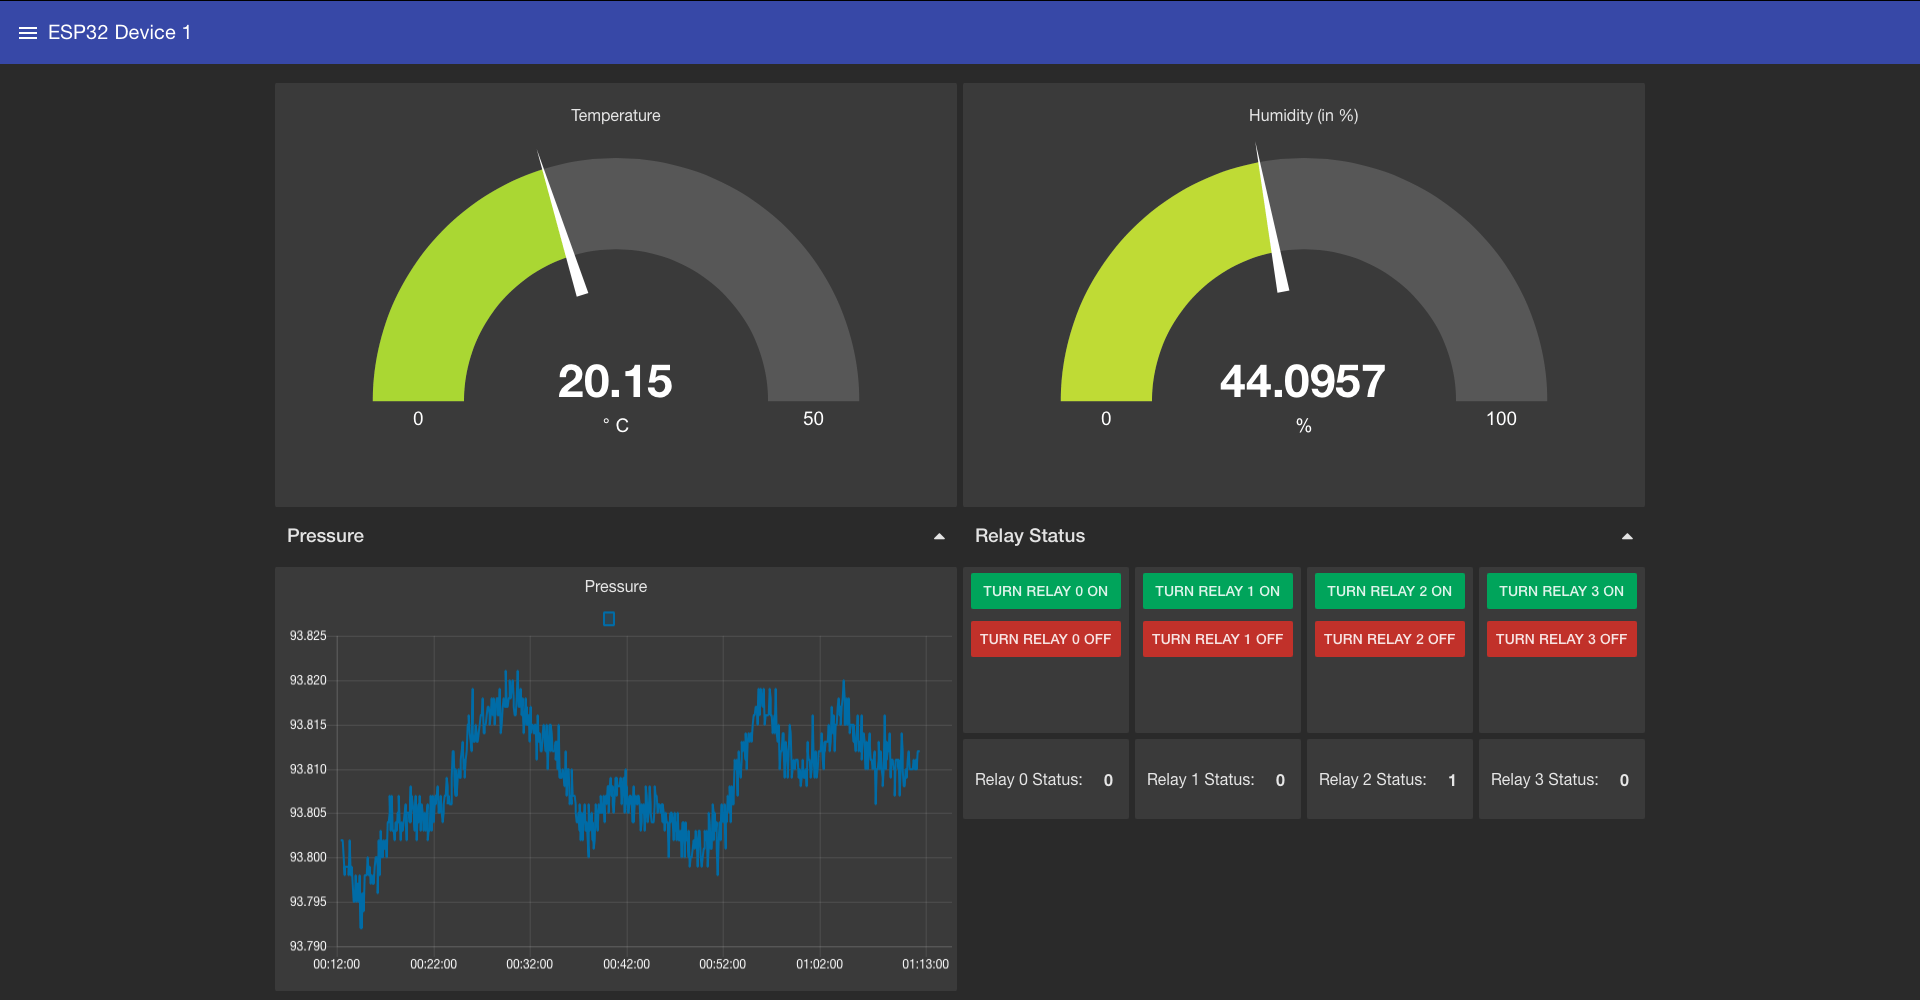 ESP32 Device 1
Temperature
20.15
0
° C
50
Humidity (in %)
44.0957
0
%
100
Pressure
Pressure
93.825
93.820
93.815
93.810
93.805
93.800
93.795
93.790
00:12:00 00:22:00 00:32:00 00:42:00 00:52:00 01:02:00 01:13:00
Relay Status
TURN RELAY 0 ON
TURN RELAY 1 ON
TURN RELAY 2 ON
TURN RELAY 3 ON
TURN RELAY 0 OFF
TURN RELAY 1 OFF
TURN RELAY 2 OFF
TURN RELAY 3 OFF
Relay 0 Status: 0
Relay 1 Status: 0
Relay 2 Status: 1
Relay 3 Status: 0